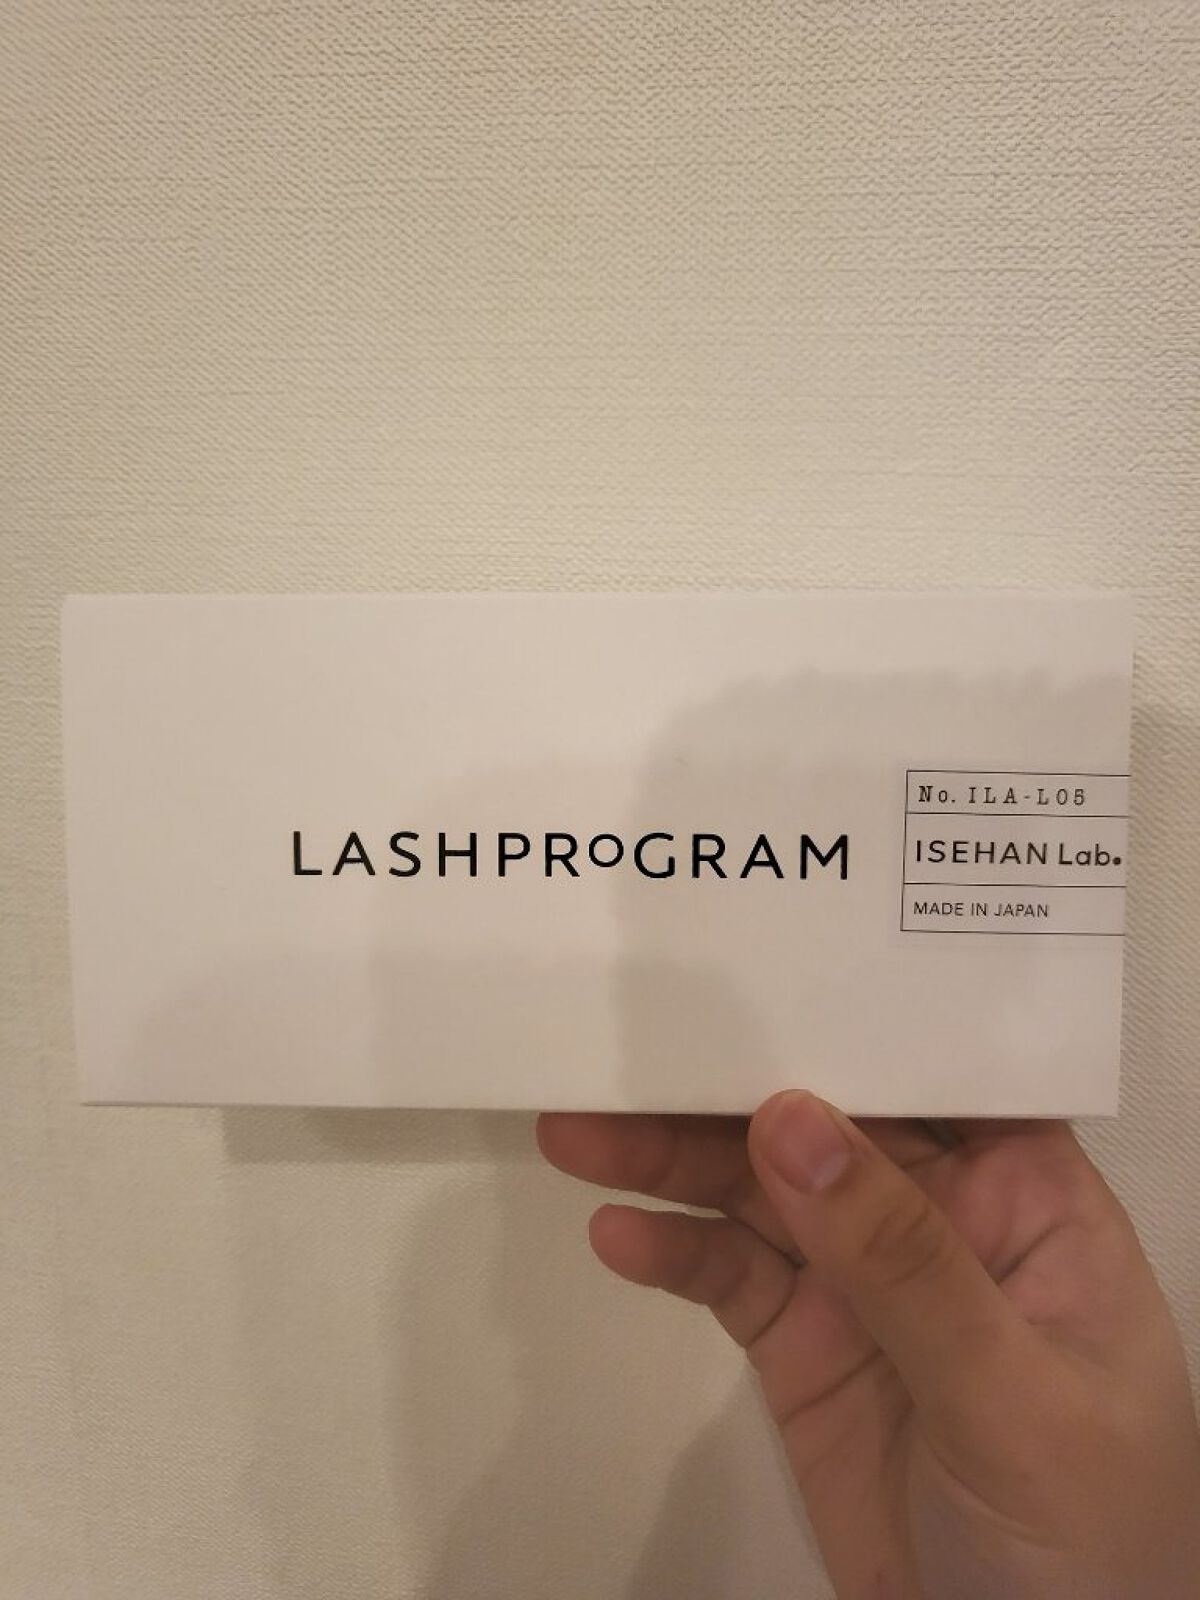 LASHPROGRAM
No. ILA-L05
ISEHAN Lab.
MADE IN JAPAN